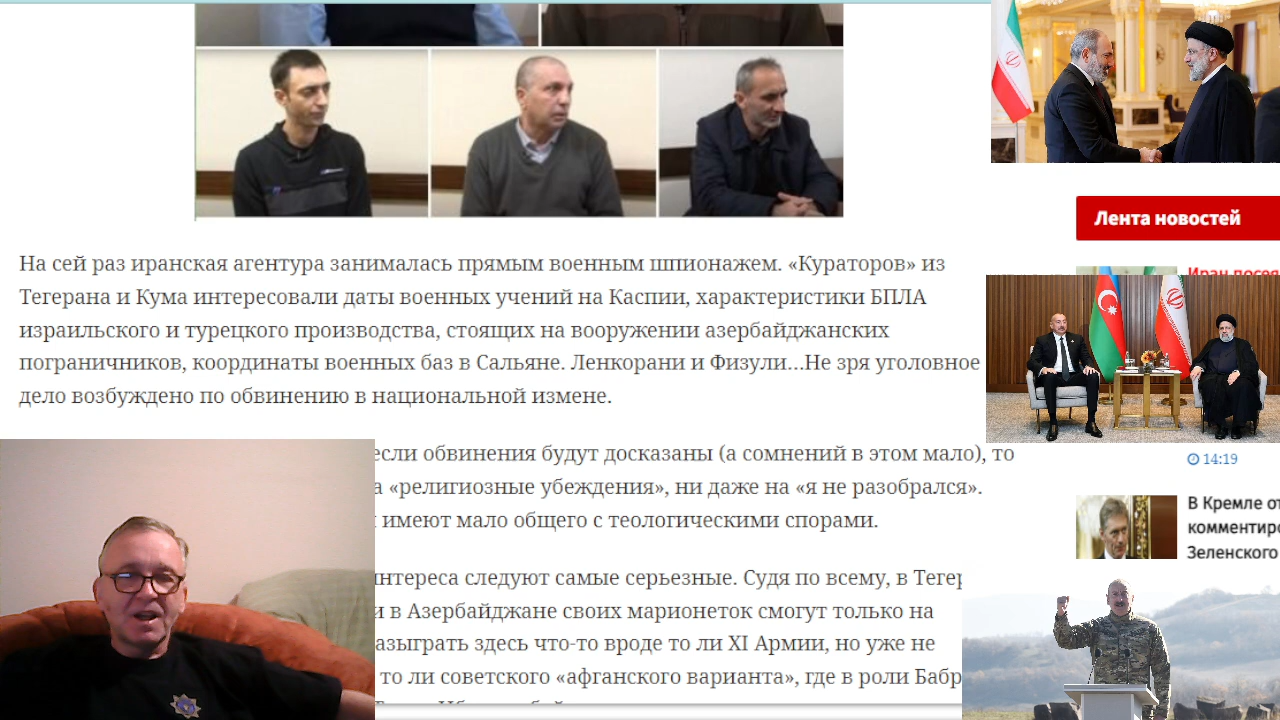 На сей раз иранская агентура занималась прямым военным шпионажем. «Кураторов» из
Тегерана и Кума интересовали даты военных учений на Каспии, характеристики БПЛА
израильского и турецкого производства, стоящих на вооружении азербайджанских
пограничников, координаты военных баз в Сальяне. Ленкорани и Физули...Не зря уголовное
дело возбуждено по обвинению в национальной измене.
если обвинения будут досказаны (а сомнений в этом мало), то
а «религиозные убеждения», ни даже на «я не разобрался».
имеют мало общего с теологическими спорами.
интереса следуют самые серьезные. Судя по всему, в Тегер
и в Азербайджане своих марионеток смогут только на
азыграть здесь что-то вроде то ли XI Армии, но уже не
то ли советского «афганского варианта», где в роли Бабр
Лента новостей
Иран посея
14:19
В Кремле от
комментиро
Зеленского